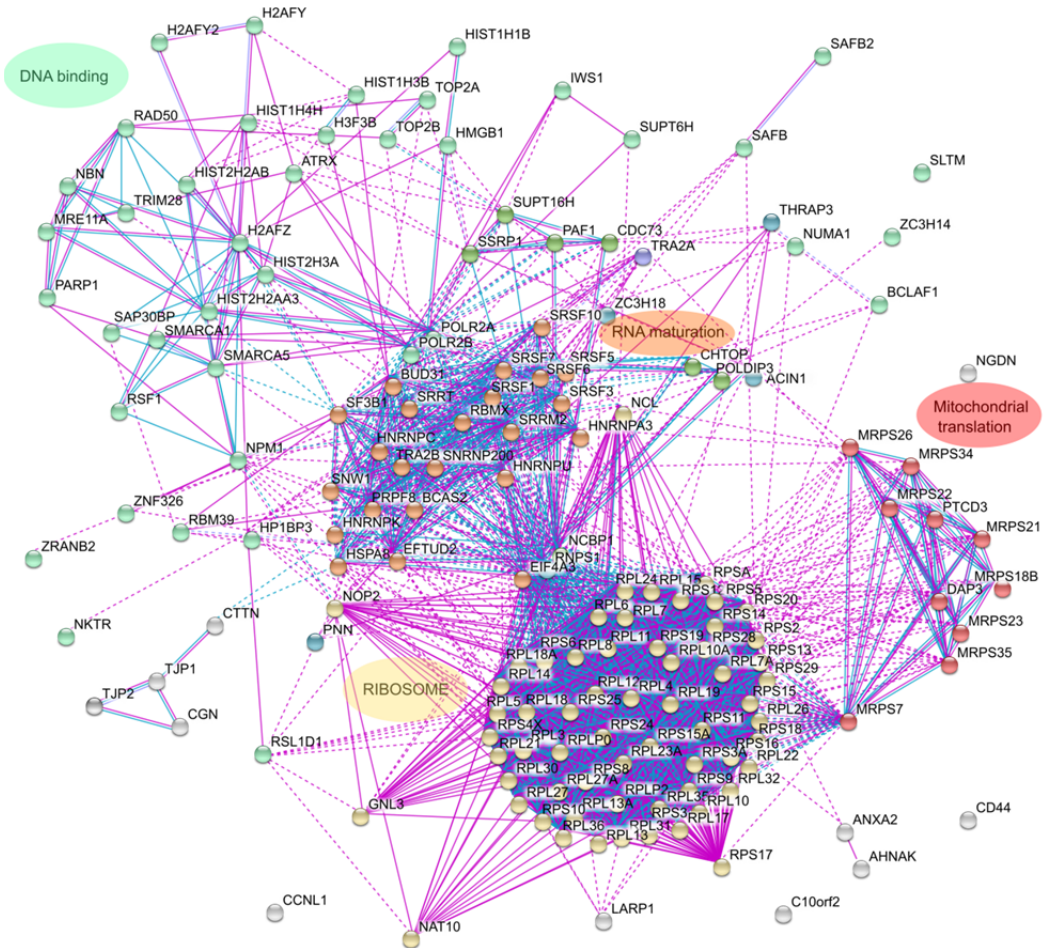 H2AFY
H2AFY2
HIST1H1B
SAFB2
DNA binding
HIST1H3B
TOP2A
IWS1
RAD50
HIST1H4H
H3F3B
TOP2B
HMGB1
SUPT6H
SAFB
SLTM
NBN
HIST2H2AB
ATRX
TRIM28
MRE11A
SUPT16H
THRAP3
H2AFZ
SSRP1
PAF1
CDC73
TRA2A
NUMA1
ZC3H14
HIST2H3A
PARP1
HIST2H2AA3
ZC3H18
BCLAF1
SAP30BP
SMARCA1
POLR2A
SRSF10
RNA maturation
POLR2B
SMARCA5
SRSF7
SRSF5
CHTOP
NGDN
BUD31
SRSF6
POLDIP3
ACIN1
SRSF1
SRSF3
RSF1
SF3B1
SRRT
RBMX
SRRM2
NCL
Mitochondrial
translation
HNRNPA3
NPM1
HNRNPC
TRA2B
SNRNP200
HNRNPU
MRPS26
MRPS34
SNW1
MRPS22
PTCD3
ZNF326
PRPF8
BCAS2
RBM39
HP1BP3
HNRNPK
NCBP1
MRPS21
ZRANB2
HSPA8
EFTUD2
RNPS1
EIF4A3
RPL24
RPL15
RPSA
RPS5
MRPS18B
DAP3
NOP2
RPL6
RPL7
RPS1
RPS20
RPS14
NKTR
CTTN
PNN
RPS6
RPL11
RPS19
RPS28
RPS2
MRPS23
RPL18A
RPL8
RPL10A
RPS13
MRPS35
TJP1
RPL14
RPL7A
RPS29
RIBOSOME
TJP2
RPL12
RPL4
RPL19
RPS15
CGN
RPL5
RPL18
RPS25
RPL26
MRPS7
RPS4X
RPS24
RPS11
RPS18
RSL1D1
RPL21
RPL3
RPLP0
RPS15A
RPS16
RPL23A
RPS3A
RPL22
RPL30
RPS8
RPL27
RPL27A
RPLP2
RPL35
RPS9
RPL32
GNL3
RPS10
RPL13A
RPS3
RPL10
RPL17
CD44
RPL36
RPL13
RPL31
ANXA2
RPS17
AHNAK
CCNL1
NAT10
LARP1
C10orf2